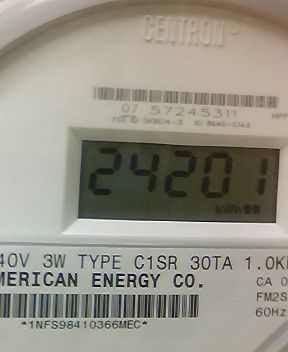 CENTRON®
07 57245311
24201
kWh
40V 3W TYPE C1SR 30TA 1.0K
MERICAN ENERGY CO.
CA 0
FM2S
60Hz
*1NFS98410366MEC*